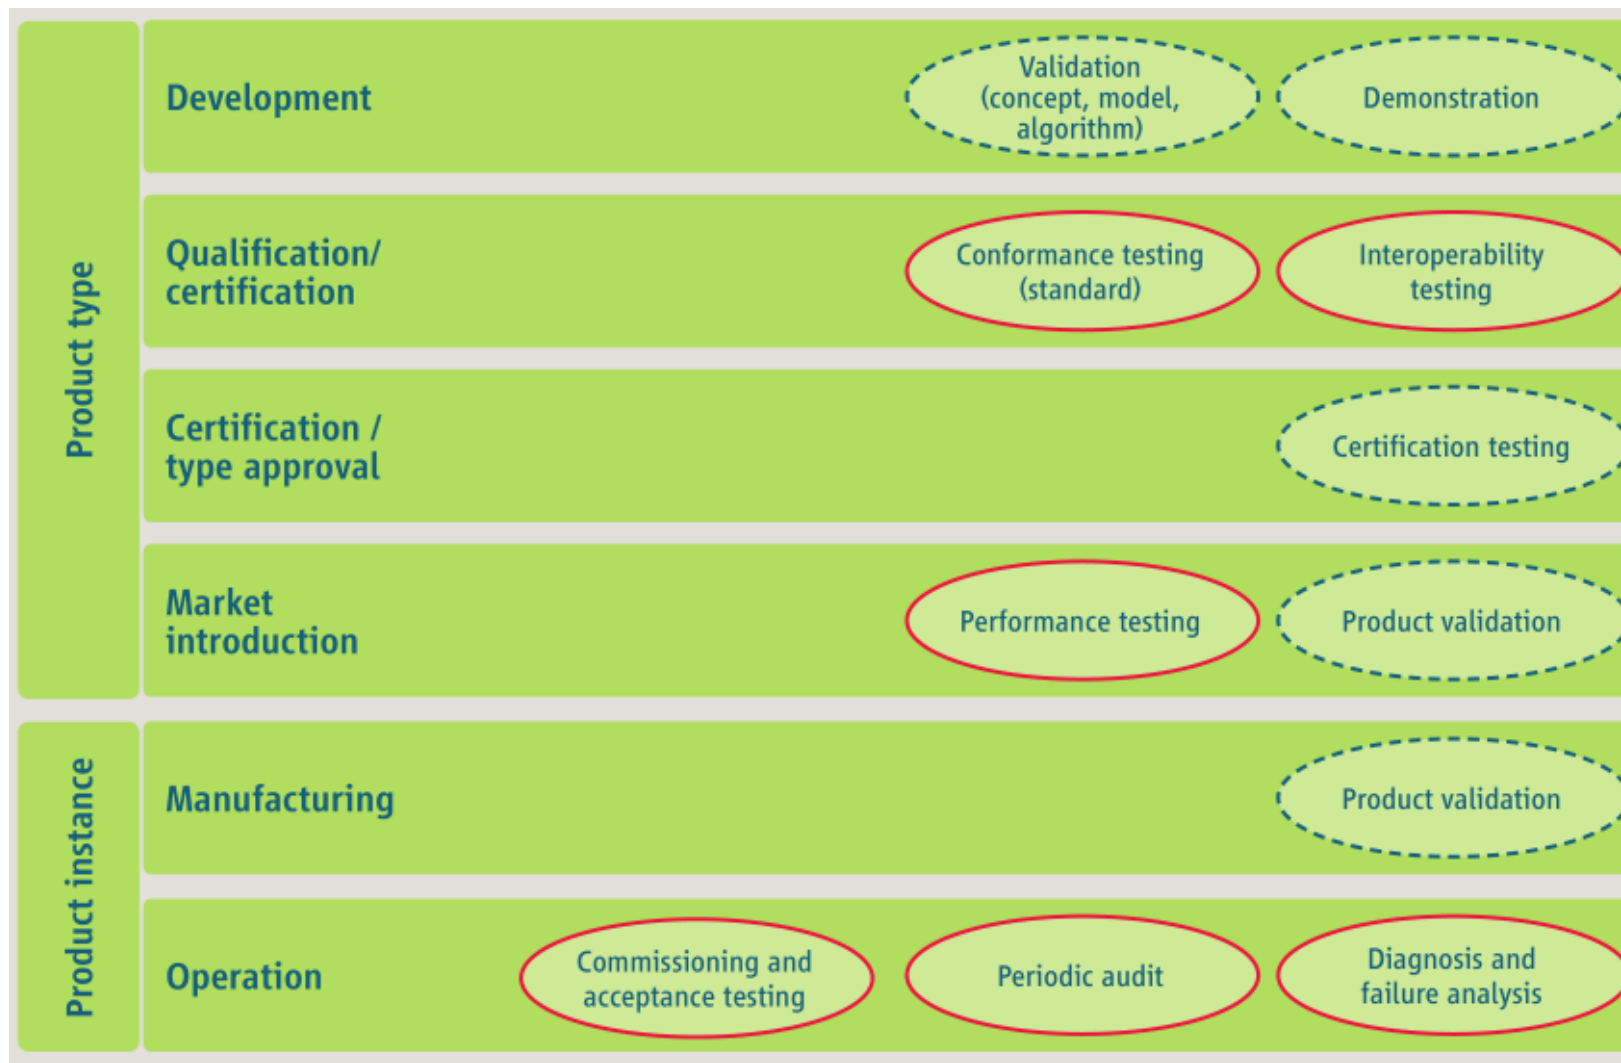 Product type
Development
Validation
(concept, model,
algorithm)
Demonstration
Qualification/
certification
Conformance testing
(standard)
Interoperability
testing
Certification /
type approval
Certification testing
Market
introduction
Performance testing
Product validation
Product instance
Manufacturing
Product validation
Operation
Commissioning and
acceptance testing
Periodic audit
Diagnosis and
failure analysis